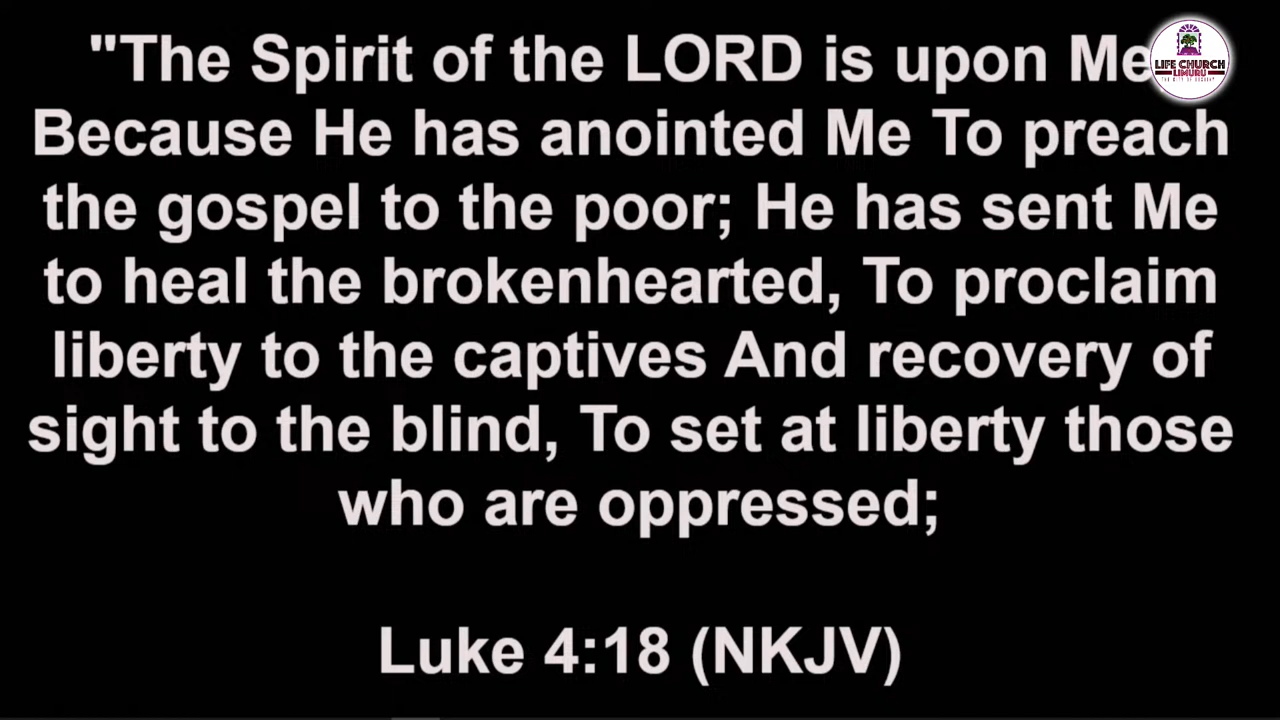 "The Spirit of the LORD is upon Me
Because He has anointed Me To preach
the gospel to the poor; He has sent Me
to heal the brokenhearted, To proclaim
liberty to the captives And recovery of
sight to the blind, To set at liberty those
who are oppressed;
Luke 4:18 (NKJV)
LIFE CHURCH
LIMURU